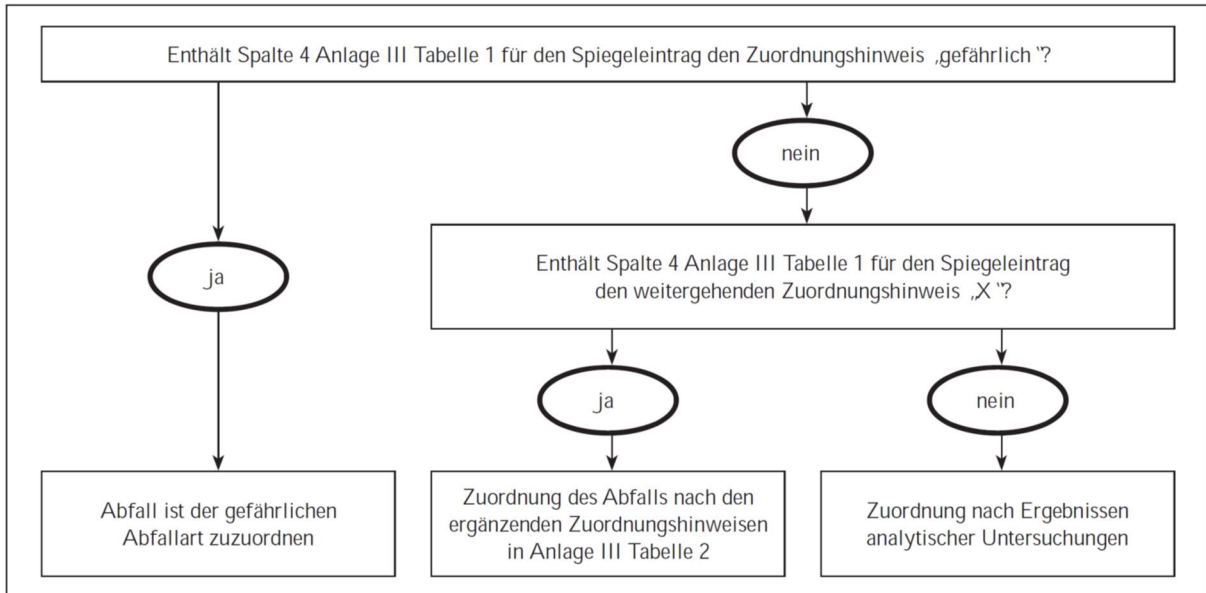 Enthält Spalte 4 Anlage III Tabelle 1 für den Spiegeleintrag den Zuordnungshinweis „gefährlich‟?
nein
ja
Enthält Spalte 4 Anlage III Tabelle 1 für den Spiegeleintrag
den weitergehenden Zuordnungshinweis „X‟?
ja
nein
Abfall ist der gefährlichen
Abfallart zuzuordnen
Zuordnung des Abfalls nach den
ergänzenden Zuordnungshinweisen
in Anlage III Tabelle 2
Zuordnung nach Ergebnissen
analytischer Untersuchungen